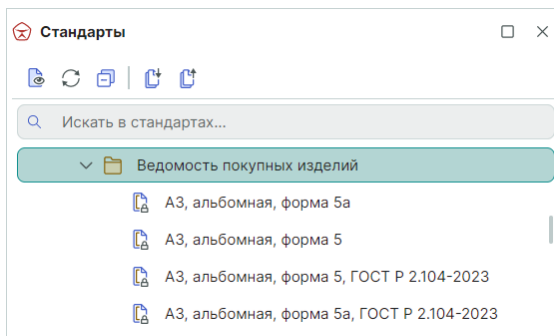 Стандарты
Искать в стандартах...
Ведомость покупных изделий
А3, альбомная, форма 5а
А3, альбомная, форма 5
А3, альбомная, форма 5, ГОСТ Р 2.104-2023
А3, альбомная, форма 5а, ГОСТ Р 2.104-2023